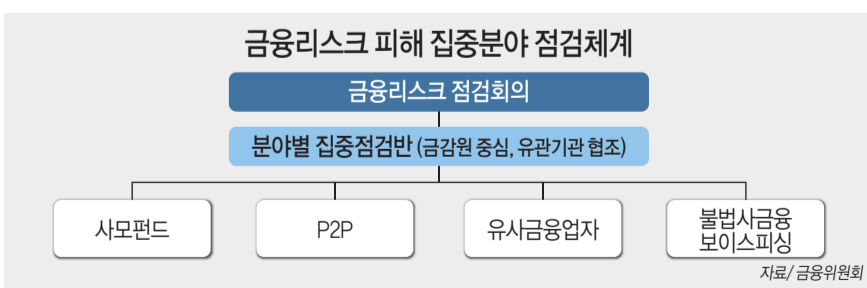 금융리스크 피해 집중분야 점검체계
금융리스크 점검회의
분야별 집중점검반 (금감원 중심, 유관기관 협조)
사모펀드
P2P
유사금융업자
불법사금융
보이스피싱
자료/ 금융위원회